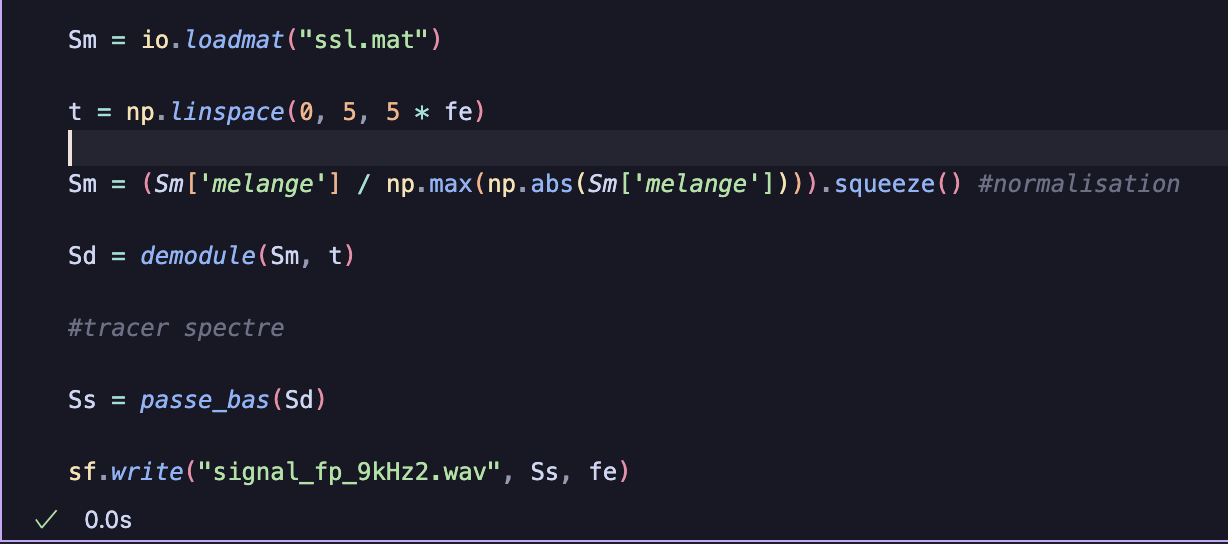 Sm = io.loadmat("ssl.mat")
t = np.linspace(0, 5, 5 * fe)
Sm = (Sm['melange'] / np.max(np.abs(Sm['melange']))).squeeze() #normalisation
Sd = demodule(Sm, t)
#tracer spectre
Ss = passe_bas(Sd)
sf.write("signal_fp_9kHz2.wav", Ss, fe)
✓ 0.0s